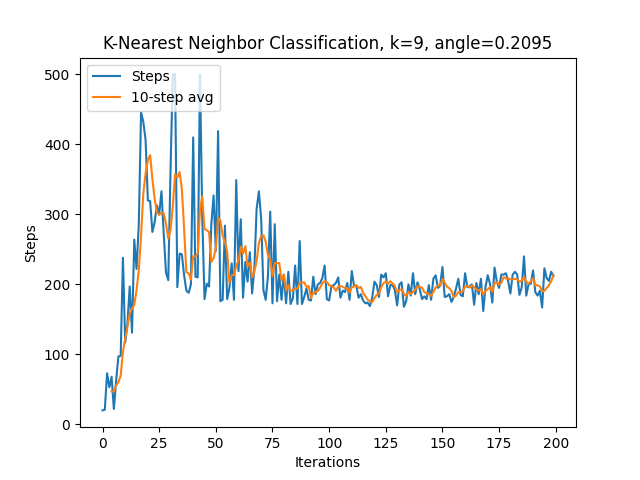 K-Nearest Neighbor Classification, k=9, angle=0.2095
Steps
10-step avg
500
400
300
200
100
0
Steps
0 25 50 75 100 125 150 175 200
Iterations